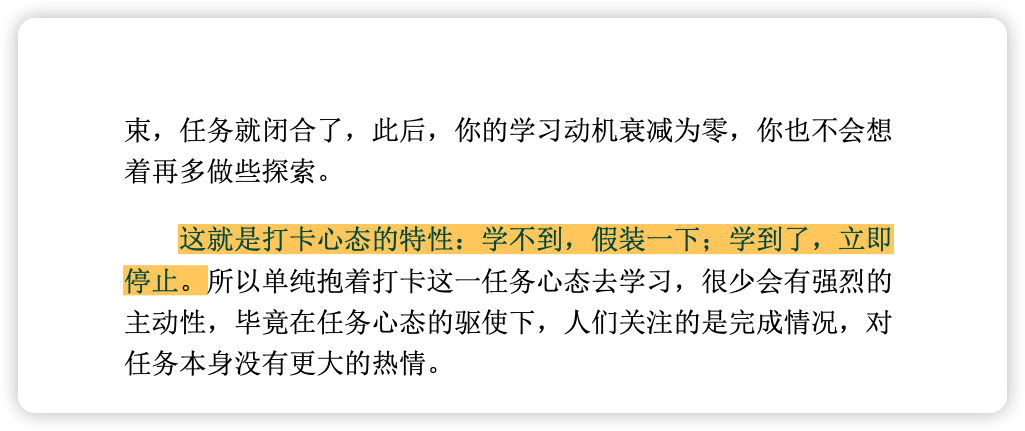 束，任务就闭合了，此后，你的学习动机衰减为零，你也不会想
着再多做些探索。
这就是打卡心态的特性：学不到，假装一下；学到了，立即
停止。所以单纯抱着打卡这一任务心态去学习，很少会有强烈的
主动性，毕竟在任务心态的驱使下，人们关注的是完成情况，对
任务本身没有更大的热情。